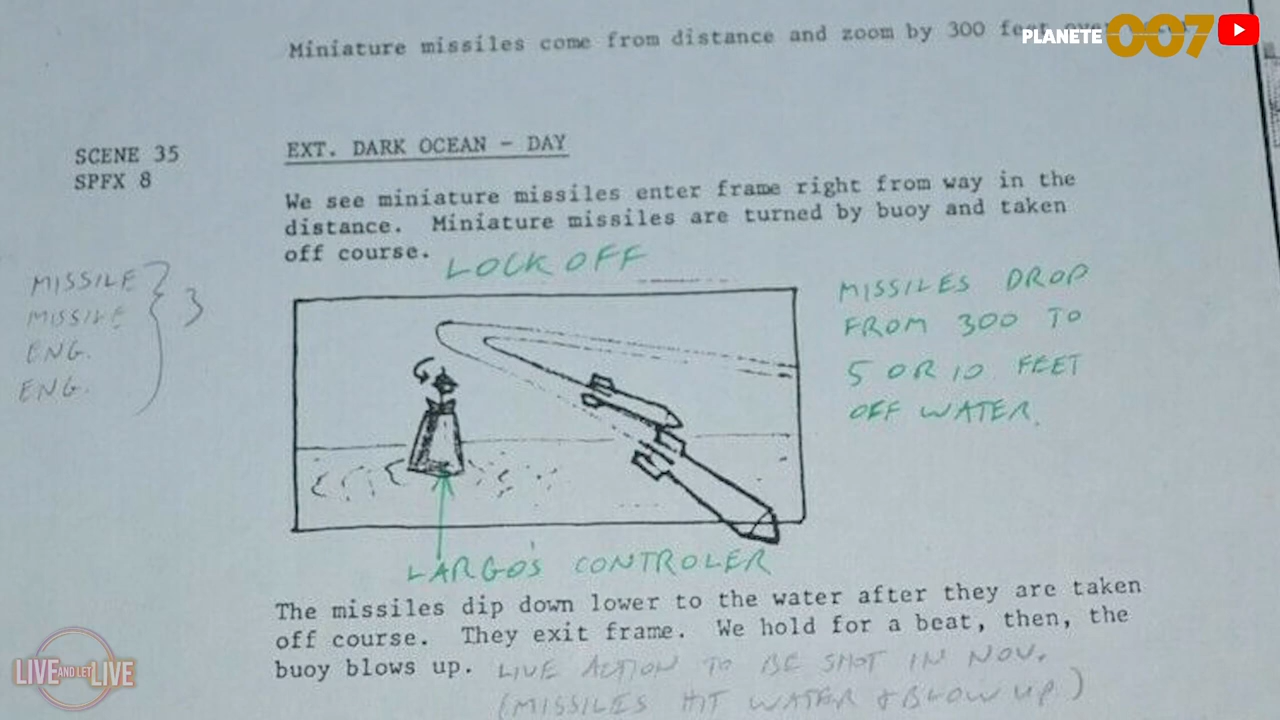 Miniature missiles come from distance and zoom by 300 feet
PLANETE 007
SCENE 35
SPFX 8
EXT. DARK OCEAN - DAY
We see miniature missiles enter frame right from way in the
distance. Miniature missiles are turned by buoy and taken
off course.
LOCK OFF
MISSILE
MISSILE
ENG.
ENG.
3
MISSILES DROP
FROM 300 TO
5 OR 10 FEET
OFF WATER.
LARGO'S CONTROLER
The missiles dip down lower to the water after they are taken
off course. They exit frame. We hold for a beat, then, the
buoy blows up. LIVE ACTION TO BE SHOT IN NOV.
(MISSILES HIT WATER & BLOW UP)
LIVE AND LET LIVE